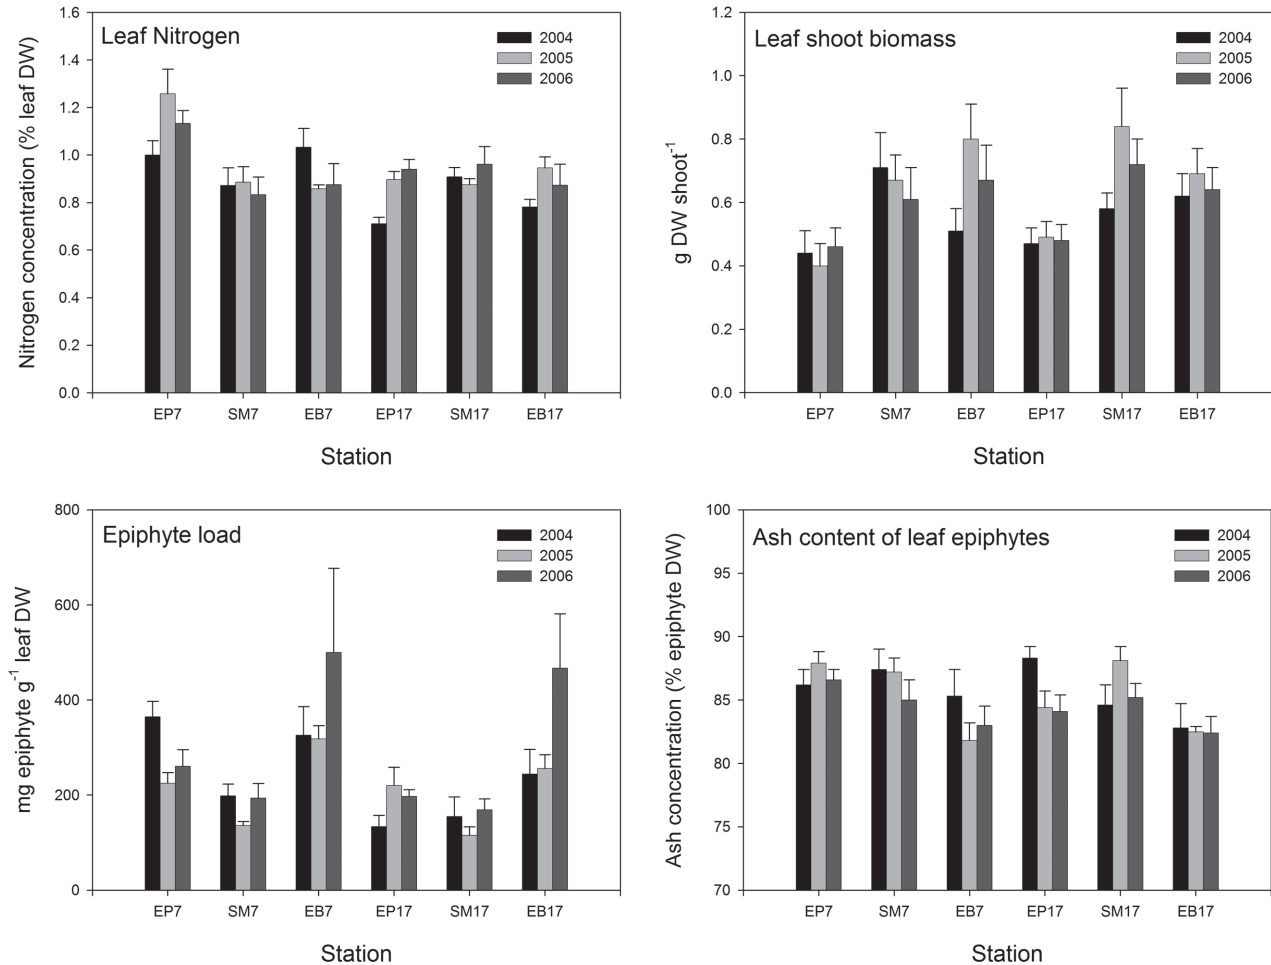 Leaf Nitrogen
2004
2005
2006
Nitrogen concentration (% leaf DW)
1.6
1.4
1.2
1.0
0.8
0.6
0.4
0.2
0.0
EP7 SM7 EB7 EP17 SM17 EB17
Station
Leaf shoot biomass
2004
2005
2006
g DW shoot⁻¹
1.2
1.0
0.8
0.6
0.4
0.2
0.0
EP7 SM7 EB7 EP17 SM17 EB17
Station
Epiphyte load
2004
2005
2006
mg epiphyte g⁻¹ leaf DW
800
600
400
200
0
EP7 SM7 EB7 EP17 SM17 EB17
Station
Ash content of leaf epiphytes
2004
2005
2006
Ash concentration (% epiphyte DW)
100
95
90
85
80
75
70
EP7 SM7 EB7 EP17 SM17 EB17
Station